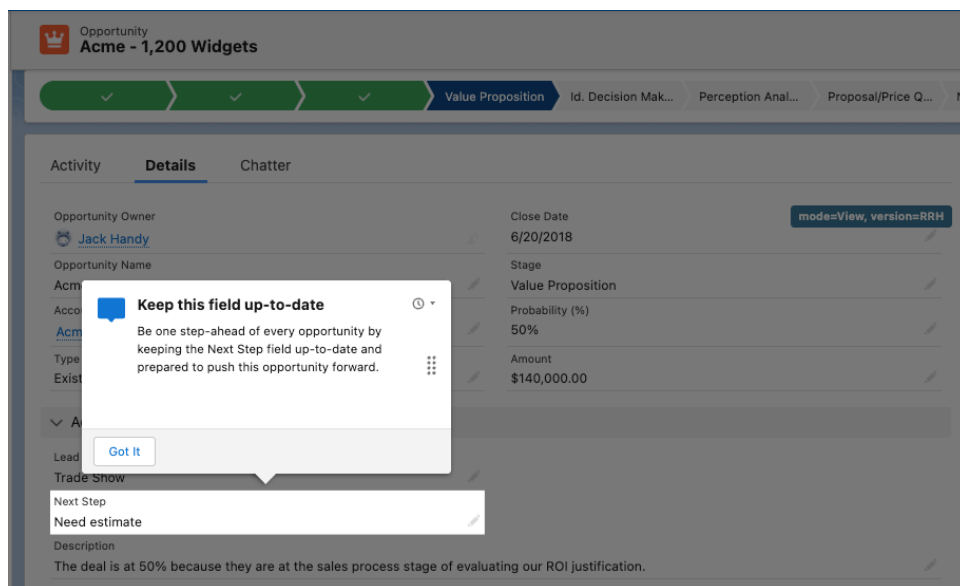 Opportunity
Acme - 1,200 Widgets
Value Proposition
Id. Decision Mak...
Perception Anal...
Proposal/Price Q...
Activity
Details
Chatter
Opportunity Owner
Jack Handy
Close Date
mode=View, version=RRH
6/20/2018
Opportunity Name
Acm
Stage
Value Proposition
Acco
Acm
Probability (%)
50%
Type
Exist
Amount
$140,000.00
Keep this field up-to-date
Be one step-ahead of every opportunity by
keeping the Next Step field up-to-date and
prepared to push this opportunity forward.
Got It
A
Lead
Trade Show
Next Step
Need estimate
Description
The deal is at 50% because they are at the sales process stage of evaluating our ROI justification.